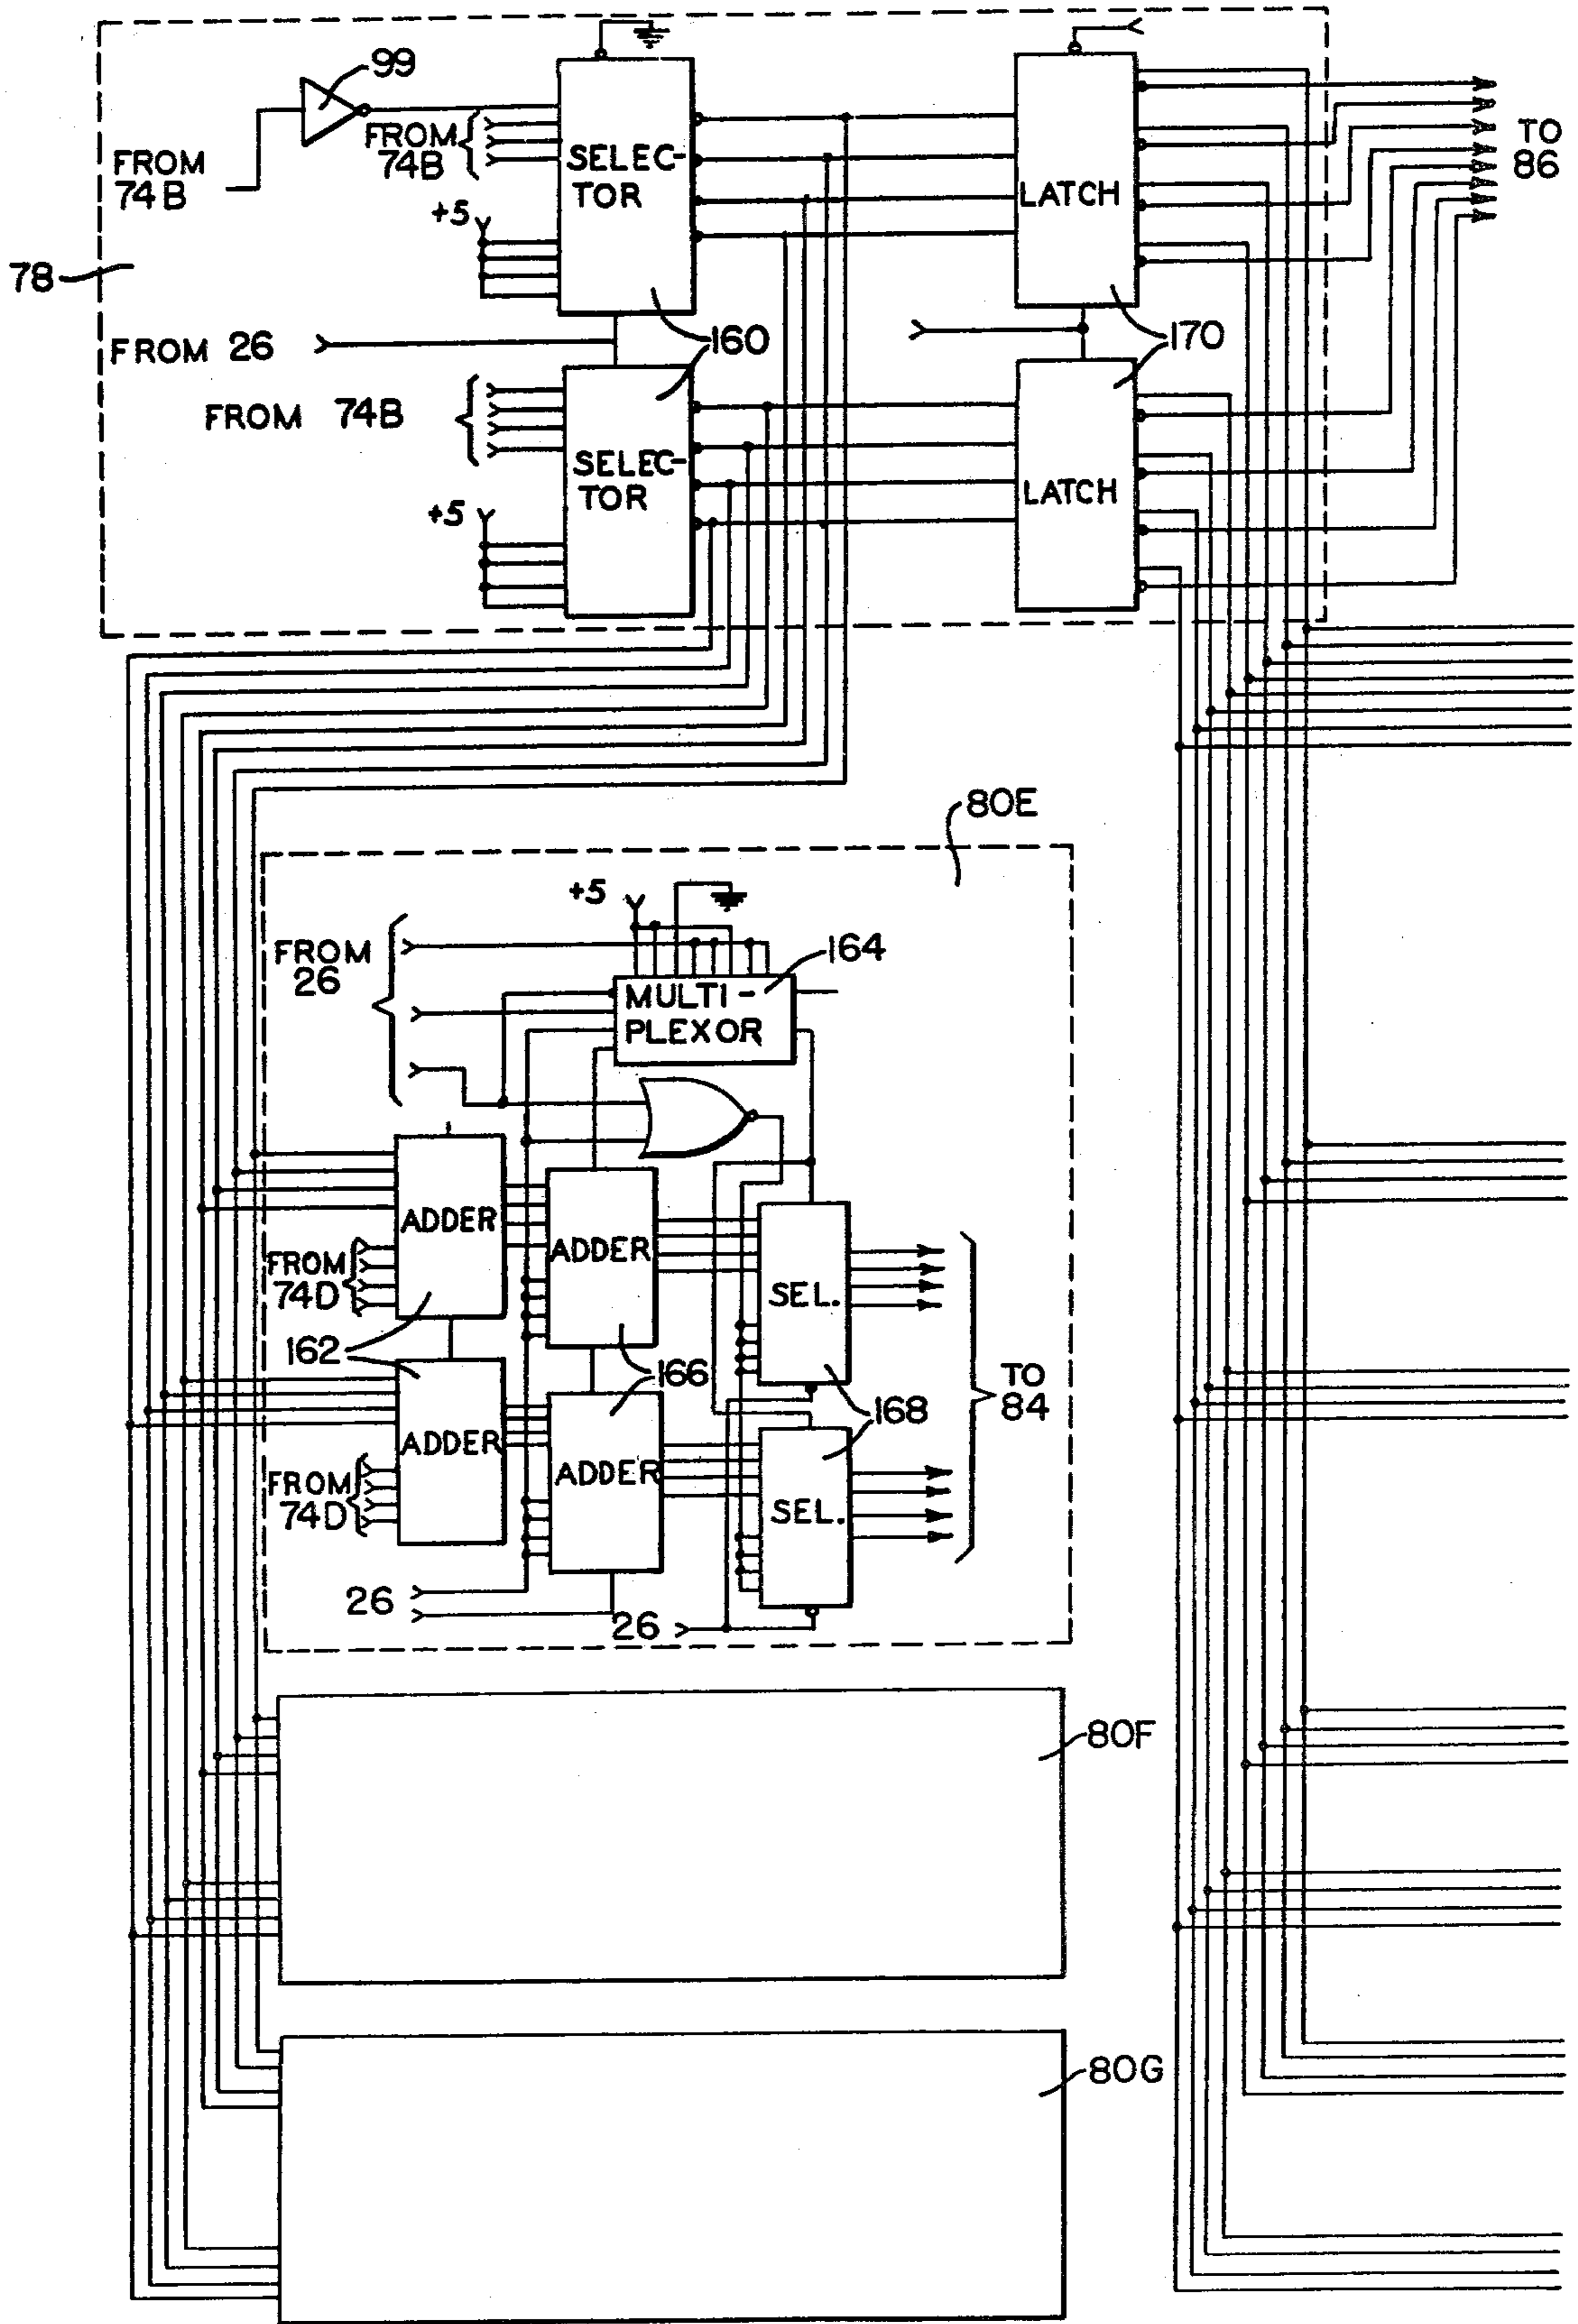 99
FROM
74B
FROM
74B
SELEC-
TOR
LATCH
TO
86
+5
78
FROM 26
160
170
FROM 74B
SELEC-
TOR
LATCH
+5
80E
+5
FROM
26
164
MULTI-
PLEXOR
ADDER
ADDER
FROM
74D
SEL.
162
166
TO
84
168
ADDER
ADDER
FROM
74D
SEL.
26
26
80F
80G